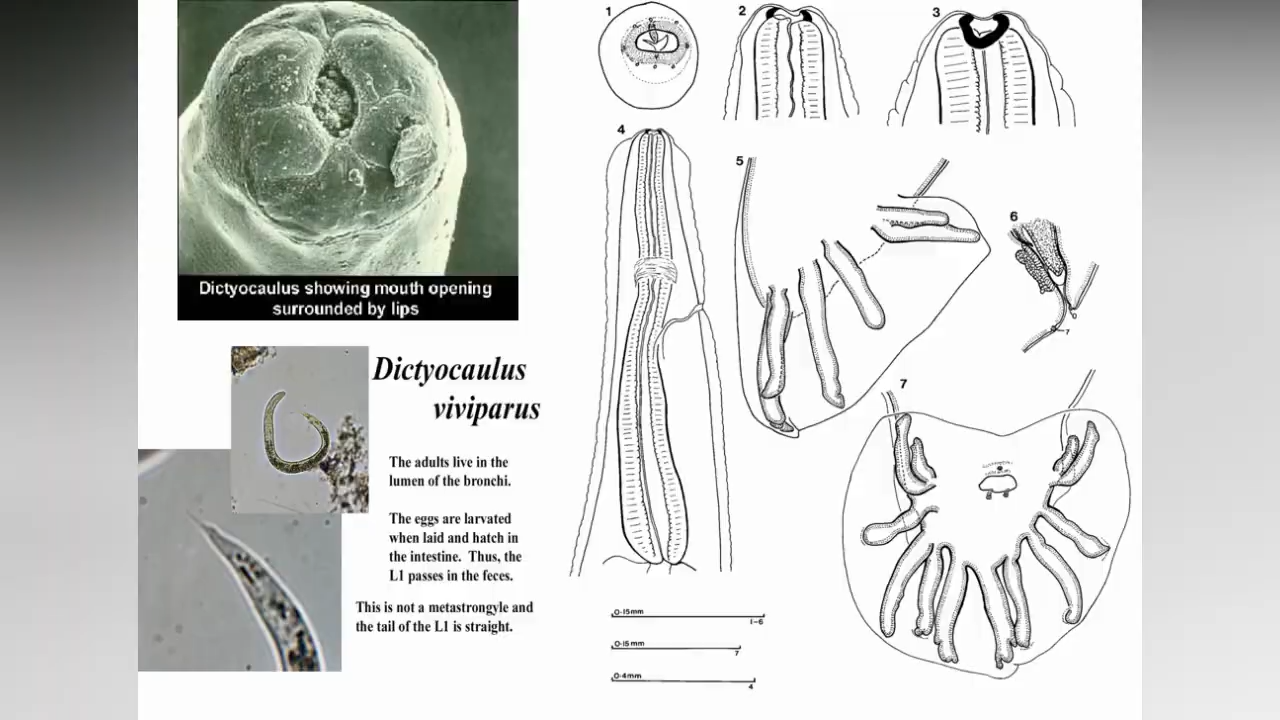 Dictyocaulus showing mouth opening
surrounded by lips
Dictyocaulus
viviparus
The adults live in the
lumen of the bronchi.
The eggs are larvated
when laid and hatch in
the intestine. Thus, the
L1 passes in the feces.
This is not a metastrongyle and
the tail of the L1 is straight.
1
2
3
4
5
6
7
7
0·15mm
1-6
0·15mm
7
0·4mm
4